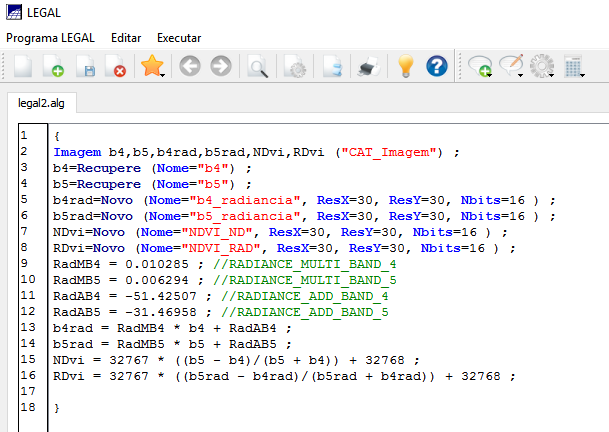 LEGAL
Programa LEGAL Editar Executar
legal2.alg
1 {
2 Imagem b4,b5,b4rad,b5rad,NDvi,RDvi ("CAT_Imagem") ;
3 b4=Recupere (Nome="b4") ;
4 b5=Recupere (Nome="b5") ;
5 b4rad=Novo (Nome="b4_radiancia", ResX=30, ResY=30, Nbits=16 ) ;
6 b5rad=Novo (Nome="b5_radiancia", ResX=30, ResY=30, Nbits=16 ) ;
7 NDvi=Novo (Nome="NDVI_ND", ResX=30, ResY=30, Nbits=16 ) ;
8 RDvi=Novo (Nome="NDVI_RAD", ResX=30, ResY=30, Nbits=16 ) ;
9 RadMB4 = 0.010285 ; //RADIANCE_MULTI_BAND_4
10 RadMB5 = 0.006294 ; //RADIANCE_MULTI_BAND_5
11 RadAB4 = -51.42507 ; //RADIANCE_ADD_BAND_4
12 RadAB5 = -31.46958 ; //RADIANCE_ADD_BAND_5
13 b4rad = RadMB4 * b4 + RadAB4 ;
14 b5rad = RadMB5 * b5 + RadAB5 ;
15 NDvi = 32767 * ((b5 - b4)/(b5 + b4)) + 32768 ;
16 RDvi = 32767 * ((b5rad - b4rad)/(b5rad + b4rad)) + 32768 ;
17
18 }